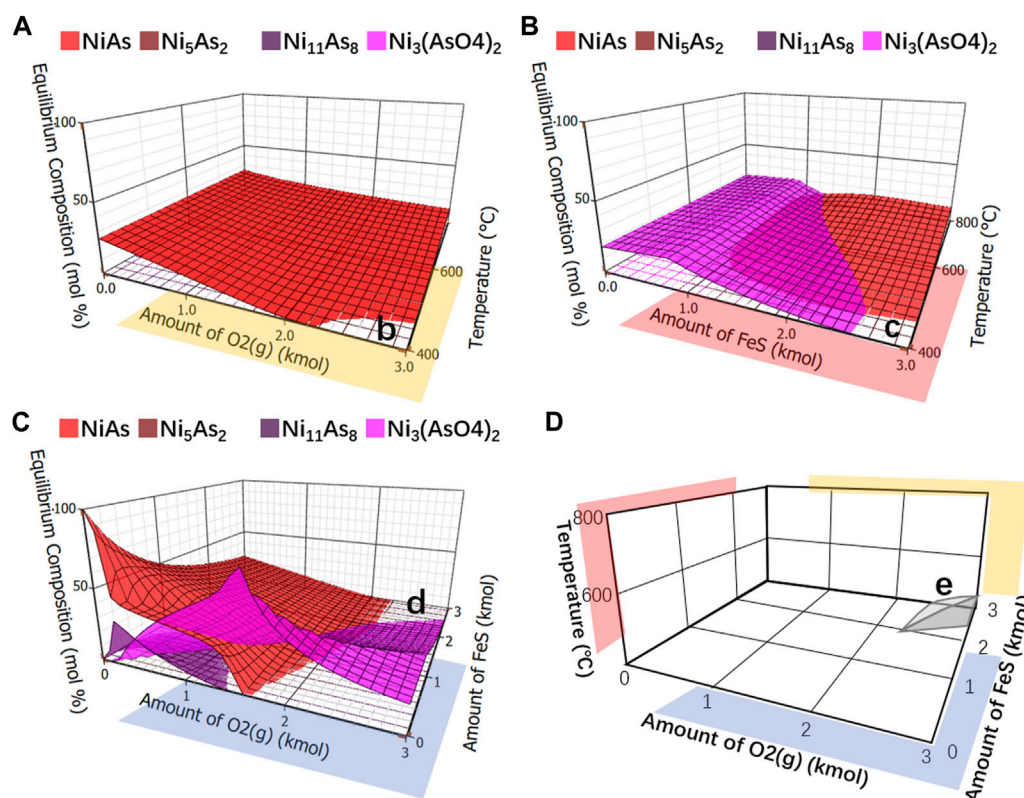 A
NiAs Ni5As2 Ni11As8 Ni3(AsO4)2
Equilibrium Composition (mol %)
100
50
0.0
1.0
2.0
3.0
Amount of O2(g) (kmol)
b
400
600
Temperature (°C)
B
NiAs Ni5As2 Ni11As8 Ni3(AsO4)2
Equilibrium Composition (mol %)
100
50
0.0
1.0
2.0
3.0
Amount of FeS (kmol)
c
400
600
800
Temperature (°C)
C
NiAs Ni5As2 Ni11As8 Ni3(AsO4)2
Equilibrium Composition (mol %)
100
50
0
1
2
3
Amount of O2(g) (kmol)
d
0
1
2
3
Amount of FeS (kmol)
D
800
600
Temperature (°C)
0
1
2
3
Amount of O2(g) (kmol)
e
0
1
2
3
Amount of FeS (kmol)